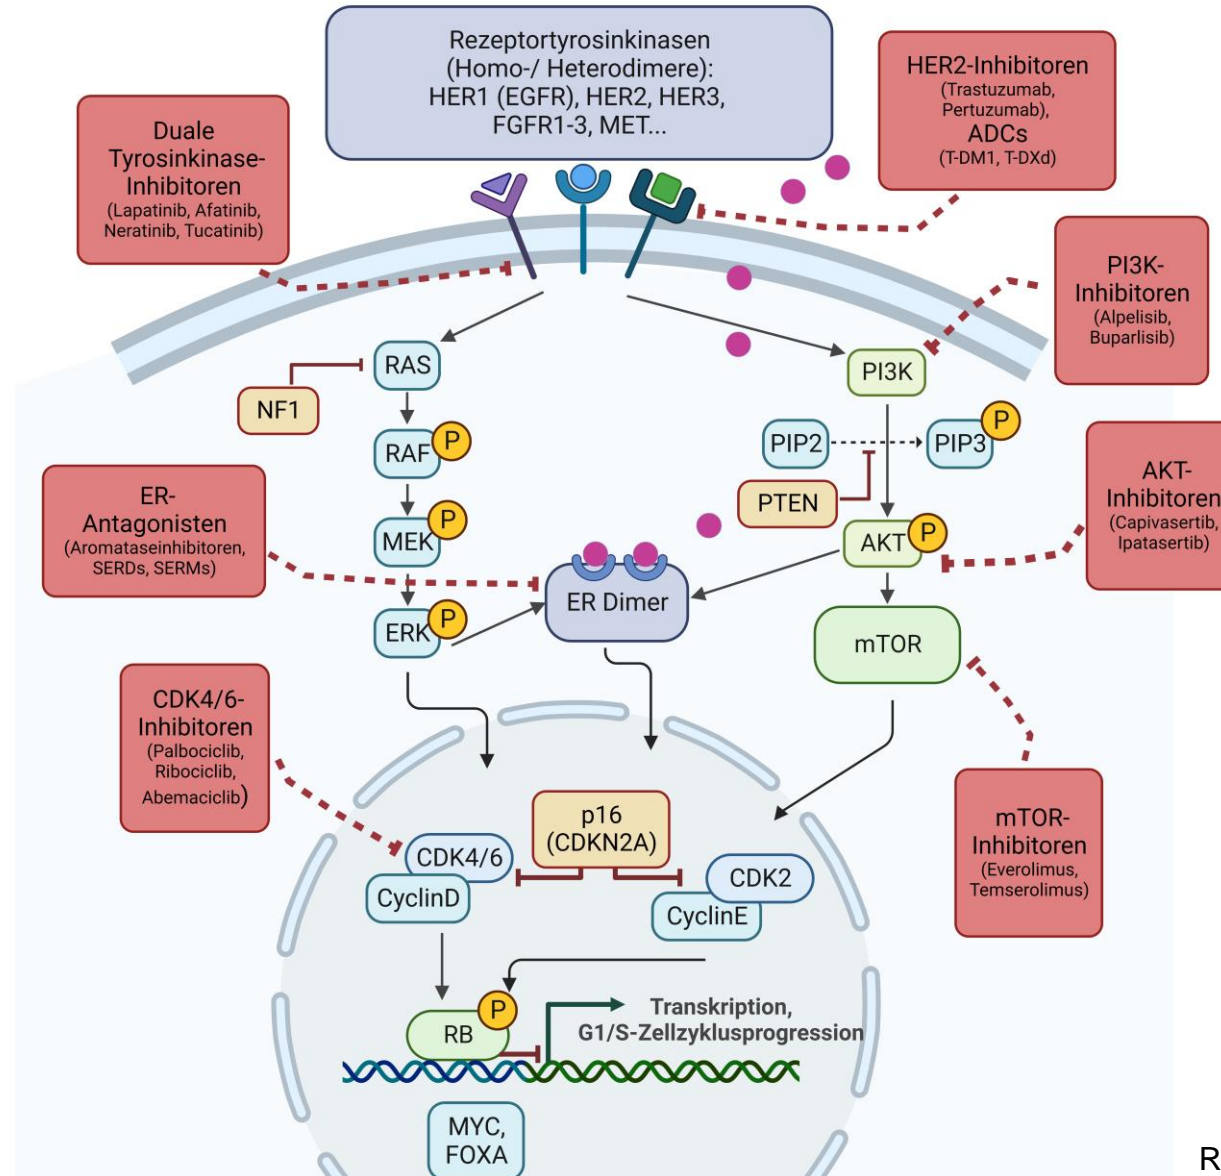 Rezeptortyrosinkinasen
(Homo-/ Heterodimere):
HER1 (EGFR), HER2, HER3,
FGFR1-3, MET...
HER2-Inhibitoren
(Trastuzumab,
Pertuzumab),
ADCs
(T-DM1, T-DXd)
Duale
Tyrosinkinase-
Inhibitoren
(Lapatinib, Afatinib,
Neratinib, Tucatinib)
PI3K-
Inhibitoren
(Alpelisib,
Buparlisib)
RAS
NF1
RAF
P
MEK
P
ERK
P
PI3K
PIP2
PIP3
P
PTEN
AKT
P
mTOR
AKT-
Inhibitoren
(Capivasertib,
Ipatasertib)
ER-
Antagonisten
(Aromataseinhibitoren,
SERDs, SERMs)
ER Dimer
CDK4/6-
Inhibitoren
(Palbociclib,
Ribociclib,
Abemaciclib)
mTOR-
Inhibitoren
(Everolimus,
Temserolimus)
p16
(CDKN2A)
CDK4/6
CyclinD
CDK2
CyclinE
P
RB
Transkription,
G1/S-Zellzyklusprogression
MYC,
FOXA
R